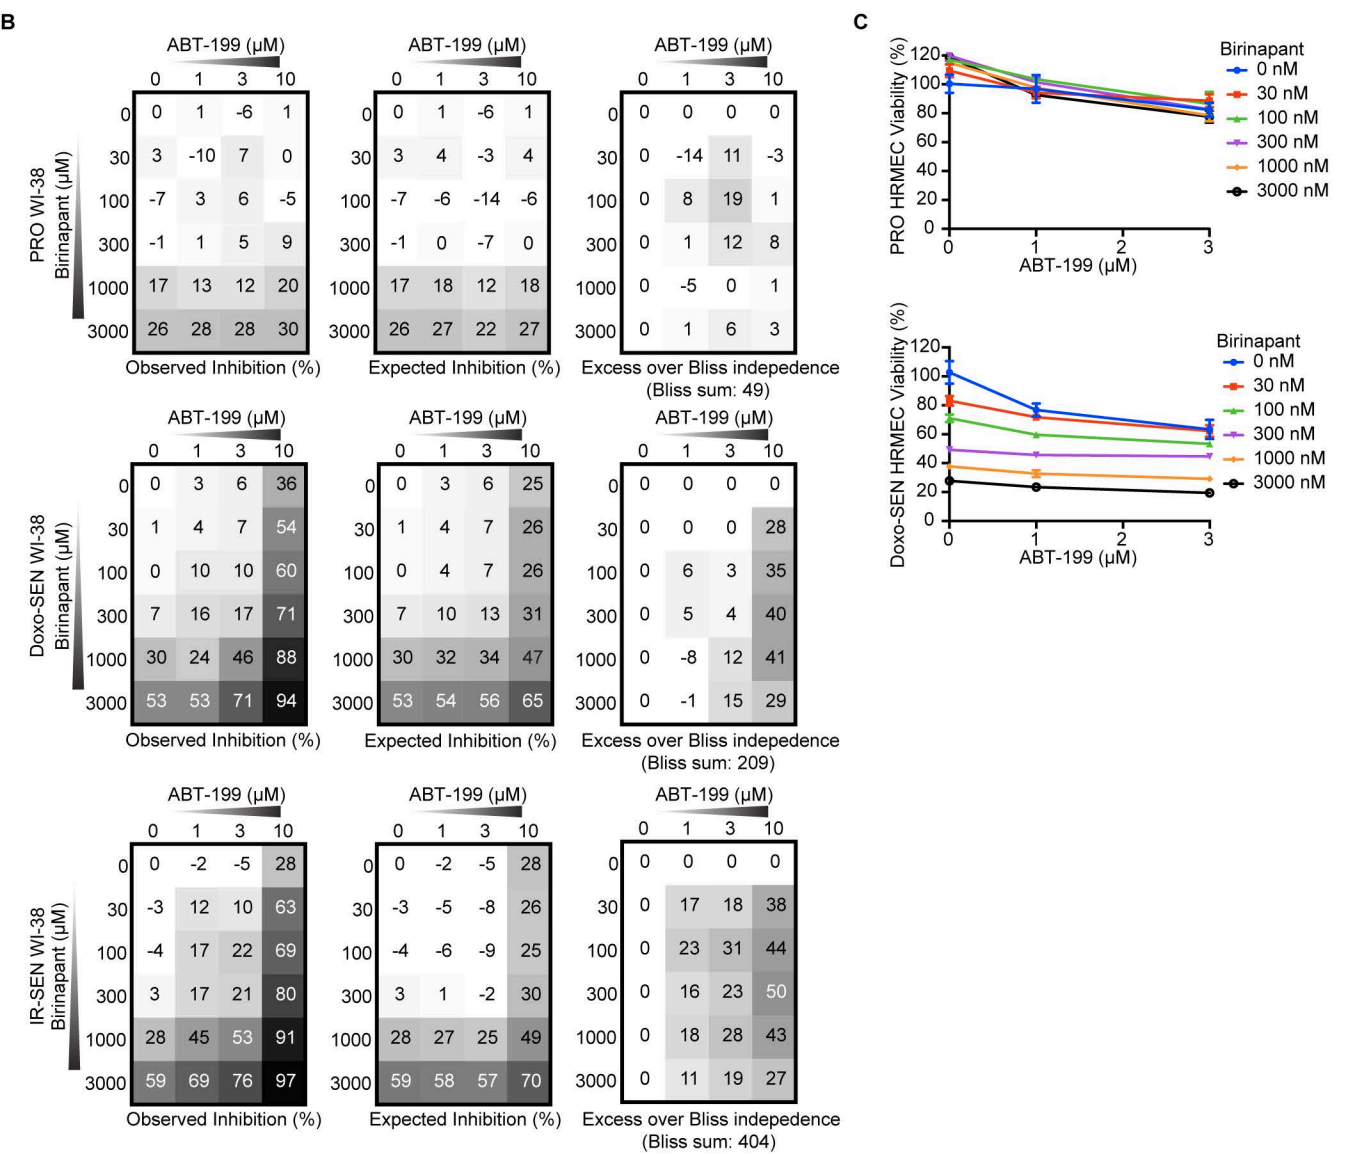 B
ABT-199 (µM)
0 1 3 10
PRO WI-38
Birinapant (µM)
0 0 1 -6 1
30 3 -10 7 0
100 -7 3 6 -5
300 -1 1 5 9
1000 17 13 12 20
3000 26 28 28 30
Observed Inhibition (%)
ABT-199 (µM)
0 1 3 10
0 0 1 -6 1
30 3 4 -3 4
100 -7 -6 -14 -6
300 -1 0 -7 0
1000 17 18 12 18
3000 26 27 22 27
Expected Inhibition (%)
ABT-199 (µM)
0 1 3 10
0 0 0 0 0
30 0 -14 11 -3
100 0 8 19 1
300 0 1 12 8
1000 0 -5 0 1
3000 0 1 6 3
Excess over Bliss independence
(Bliss sum: 49)
ABT-199 (µM)
0 1 3 10
Doxo-SEN WI-38
Birinapant (µM)
0 0 3 6 36
30 1 4 7 54
100 0 10 10 60
300 7 16 17 71
1000 30 24 46 88
3000 53 53 71 94
Observed Inhibition (%)
ABT-199 (µM)
0 1 3 10
0 0 3 6 25
30 1 4 7 26
100 0 4 7 26
300 7 10 13 31
1000 30 32 34 47
3000 53 54 56 65
Expected Inhibition (%)
ABT-199 (µM)
0 1 3 10
0 0 0 0 0
30 0 0 0 28
100 0 6 3 35
300 0 5 4 40
1000 0 -8 12 41
3000 0 -1 15 29
Excess over Bliss indepedence
(Bliss sum: 209)
ABT-199 (µM)
0 1 3 10
IR-SEN WI-38
Birinapant (µM)
0 0 -2 -5 28
30 -3 12 10 63
100 -4 17 22 69
300 3 17 21 80
1000 28 45 53 91
3000 59 69 76 97
Observed Inhibition (%)
ABT-199 (µM)
0 1 3 10
0 0 -2 -5 28
30 -3 -5 -8 26
100 -4 -6 -9 25
300 3 1 -2 30
1000 28 27 25 49
3000 59 58 57 70
Expected Inhibition (%)
ABT-199 (µM)
0 1 3 10
0 0 0 0 0
30 0 17 18 38
100 0 23 31 44
300 0 16 23 50
1000 0 18 28 43
3000 0 11 19 27
Excess over Bliss indepedence
(Bliss sum: 404)
C
PRO HRMEC Viability (%)
120
100
80
60
40
20
0
0 1 2 3
ABT-199 (µM)
Birinapant
0 nM
30 nM
100 nM
300 nM
1000 nM
3000 nM
Doxo-SEN HRMEC Viability (%)
120
100
80
60
40
20
0
0 1 2 3
ABT-199 (µM)
Birinapant
0 nM
30 nM
100 nM
300 nM
1000 nM
3000 nM